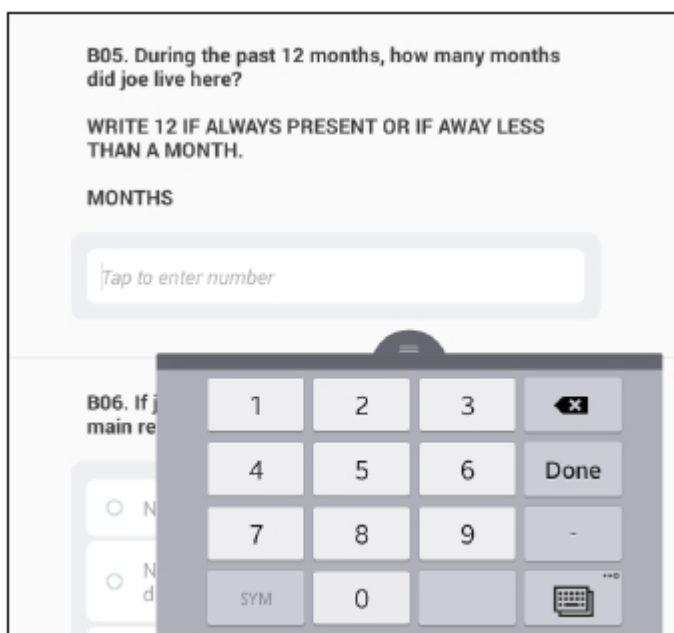 B05. During the past 12 months, how many months
did joe live here?
WRITE 12 IF ALWAYS PRESENT OR IF AWAY LESS
THAN A MONTH.
MONTHS
Tap to enter number
B06. If j
main re
N
N
d
1 2 3
4 5 6 Done
7 8 9 -
SYM 0